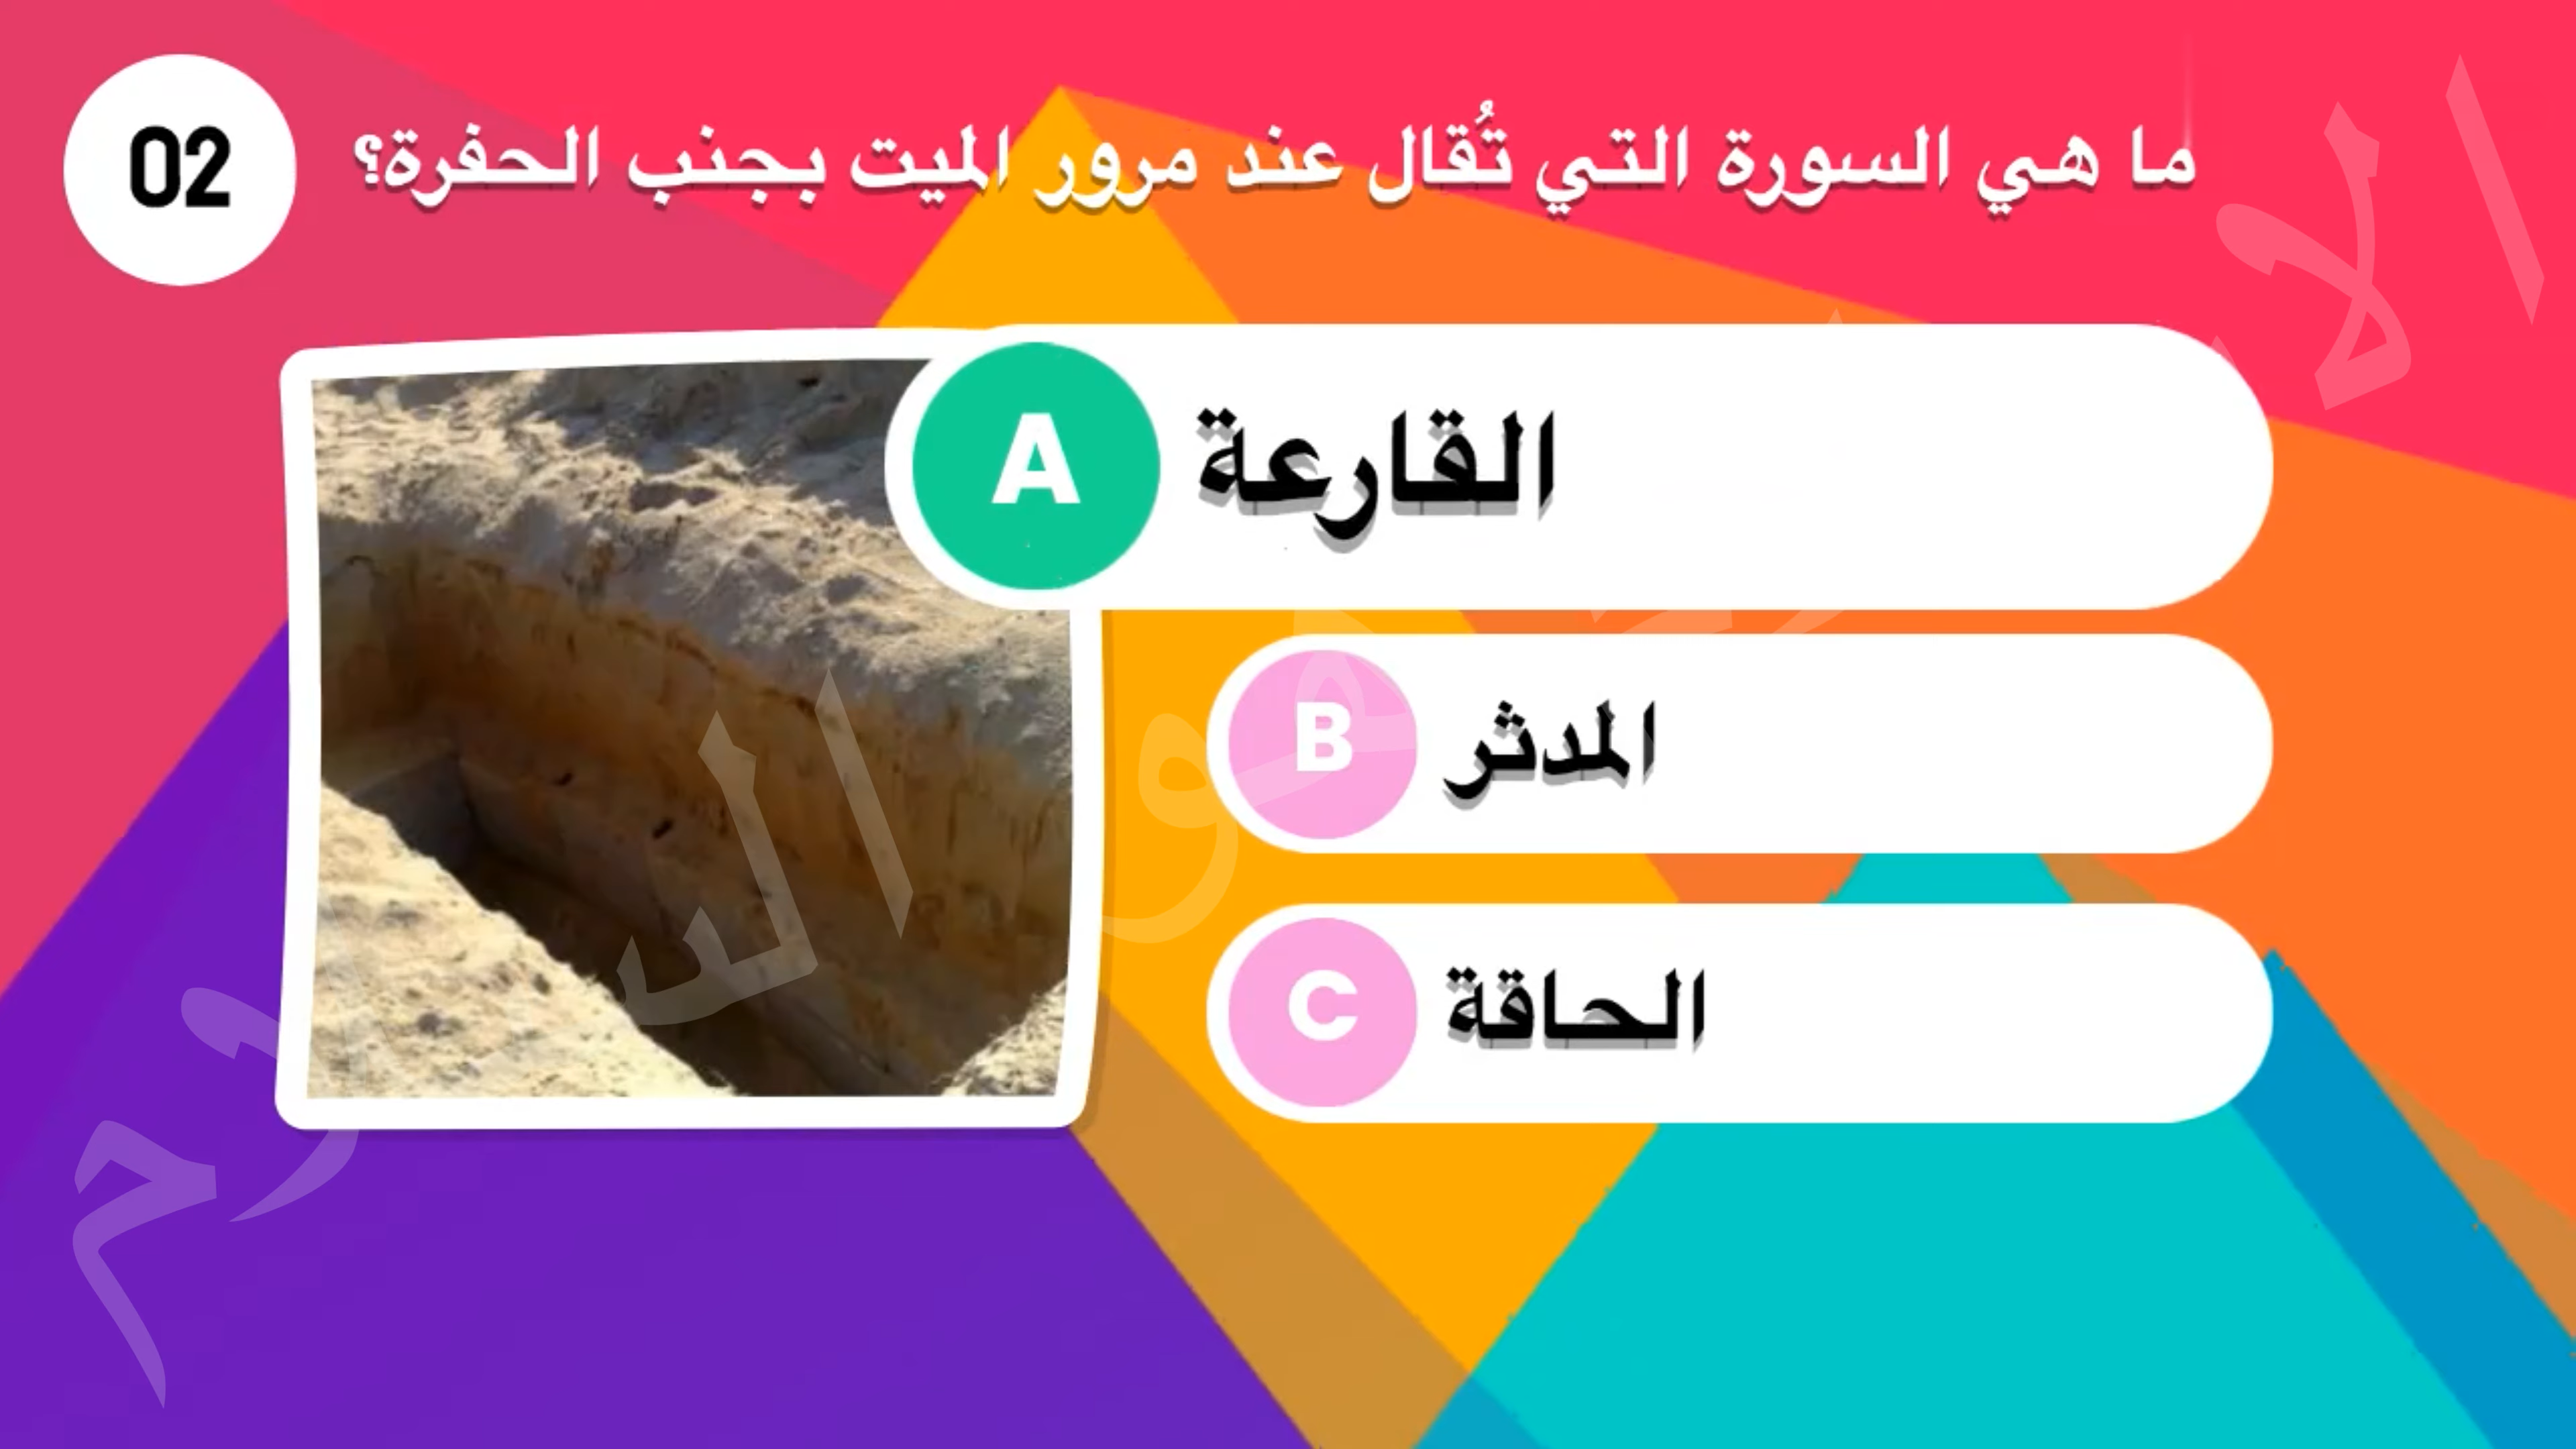 ما هي السورة التي تُقال عند مرور الميت بجنب الحفرة؟
02
A
القارعة
B
المدثر
C
الحاقة